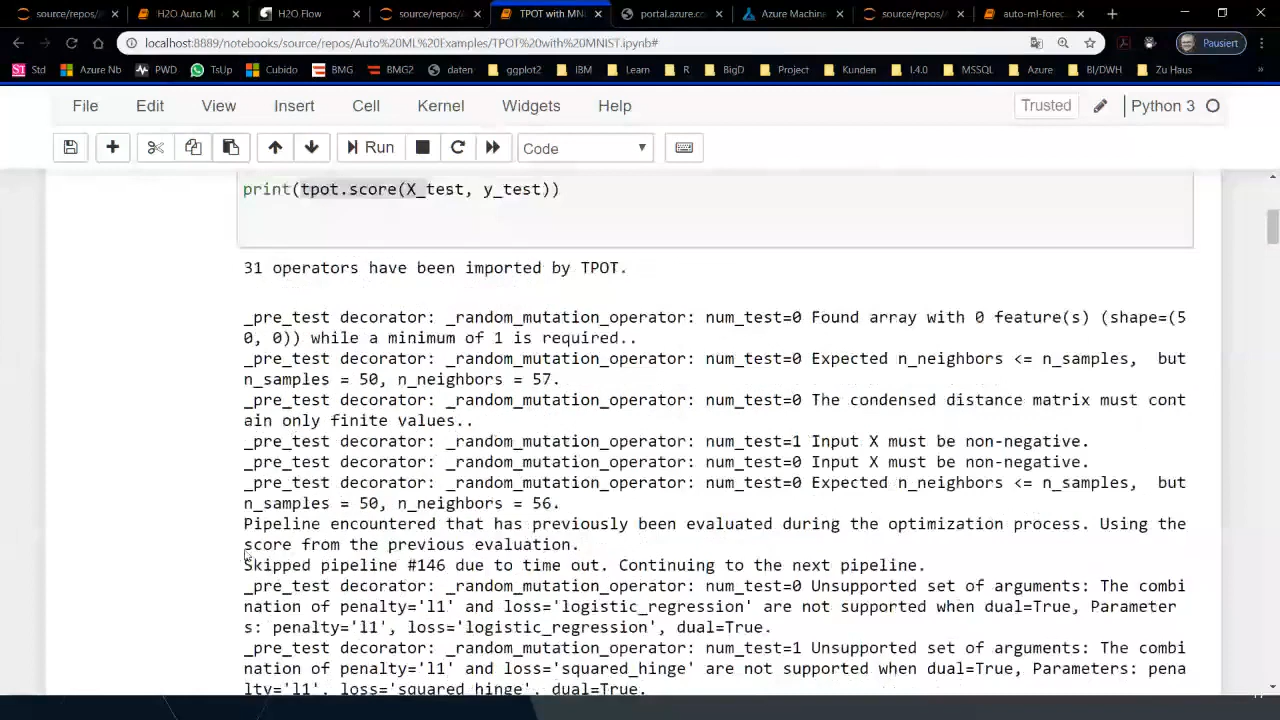 source/repos/
H2O Auto ML
H2O Flow
source/repos/A
TPOT with MN
portal.azure.co
Azure Machin
source/repos/A
auto-ml-forec
localhost:8889/notebooks/source/repos/Auto%20ML%20Examples/TPOT%20with%20MNIST.ipynb#
Pausiert
ST Std Azure Nb PWD TsUp Cubido BMG BMG2 daten ggplot2 IBM Learn R BigD Project Kunden I.4.0 MSSQL Azure BI/DWH Zu Haus »
File Edit View Insert Cell Kernel Widgets Help Trusted Python 3
Run Code
print(tpot.score(X_test, y_test))
31 operators have been imported by TPOT.
_pre_test decorator: _random_mutation_operator: num_test=0 Found array with 0 feature(s) (shape=(5
0, 0)) while a minimum of 1 is required..
_pre_test decorator: _random_mutation_operator: num_test=0 Expected n_neighbors <= n_samples,  but
n_samples = 50, n_neighbors = 57.
_pre_test decorator: _random_mutation_operator: num_test=0 The condensed distance matrix must cont
ain only finite values..
_pre_test decorator: _random_mutation_operator: num_test=1 Input X must be non-negative.
_pre_test decorator: _random_mutation_operator: num_test=0 Input X must be non-negative.
_pre_test decorator: _random_mutation_operator: num_test=0 Expected n_neighbors <= n_samples,  but
n_samples = 50, n_neighbors = 56.
Pipeline encountered that has previously been evaluated during the optimization process. Using the
score from the previous evaluation.
Skipped pipeline #146 due to time out. Continuing to the next pipeline.
_pre_test decorator: _random_mutation_operator: num_test=0 Unsupported set of arguments: The combi
nation of penalty='l1' and loss='logistic_regression' are not supported when dual=True, Parameter
s: penalty='l1', loss='logistic_regression', dual=True.
_pre_test decorator: _random_mutation_operator: num_test=1 Unsupported set of arguments: The combi
nation of penalty='l1' and loss='squared_hinge' are not supported when dual=True, Parameters: pena
lty='l1', loss='squared_hinge', dual=True.